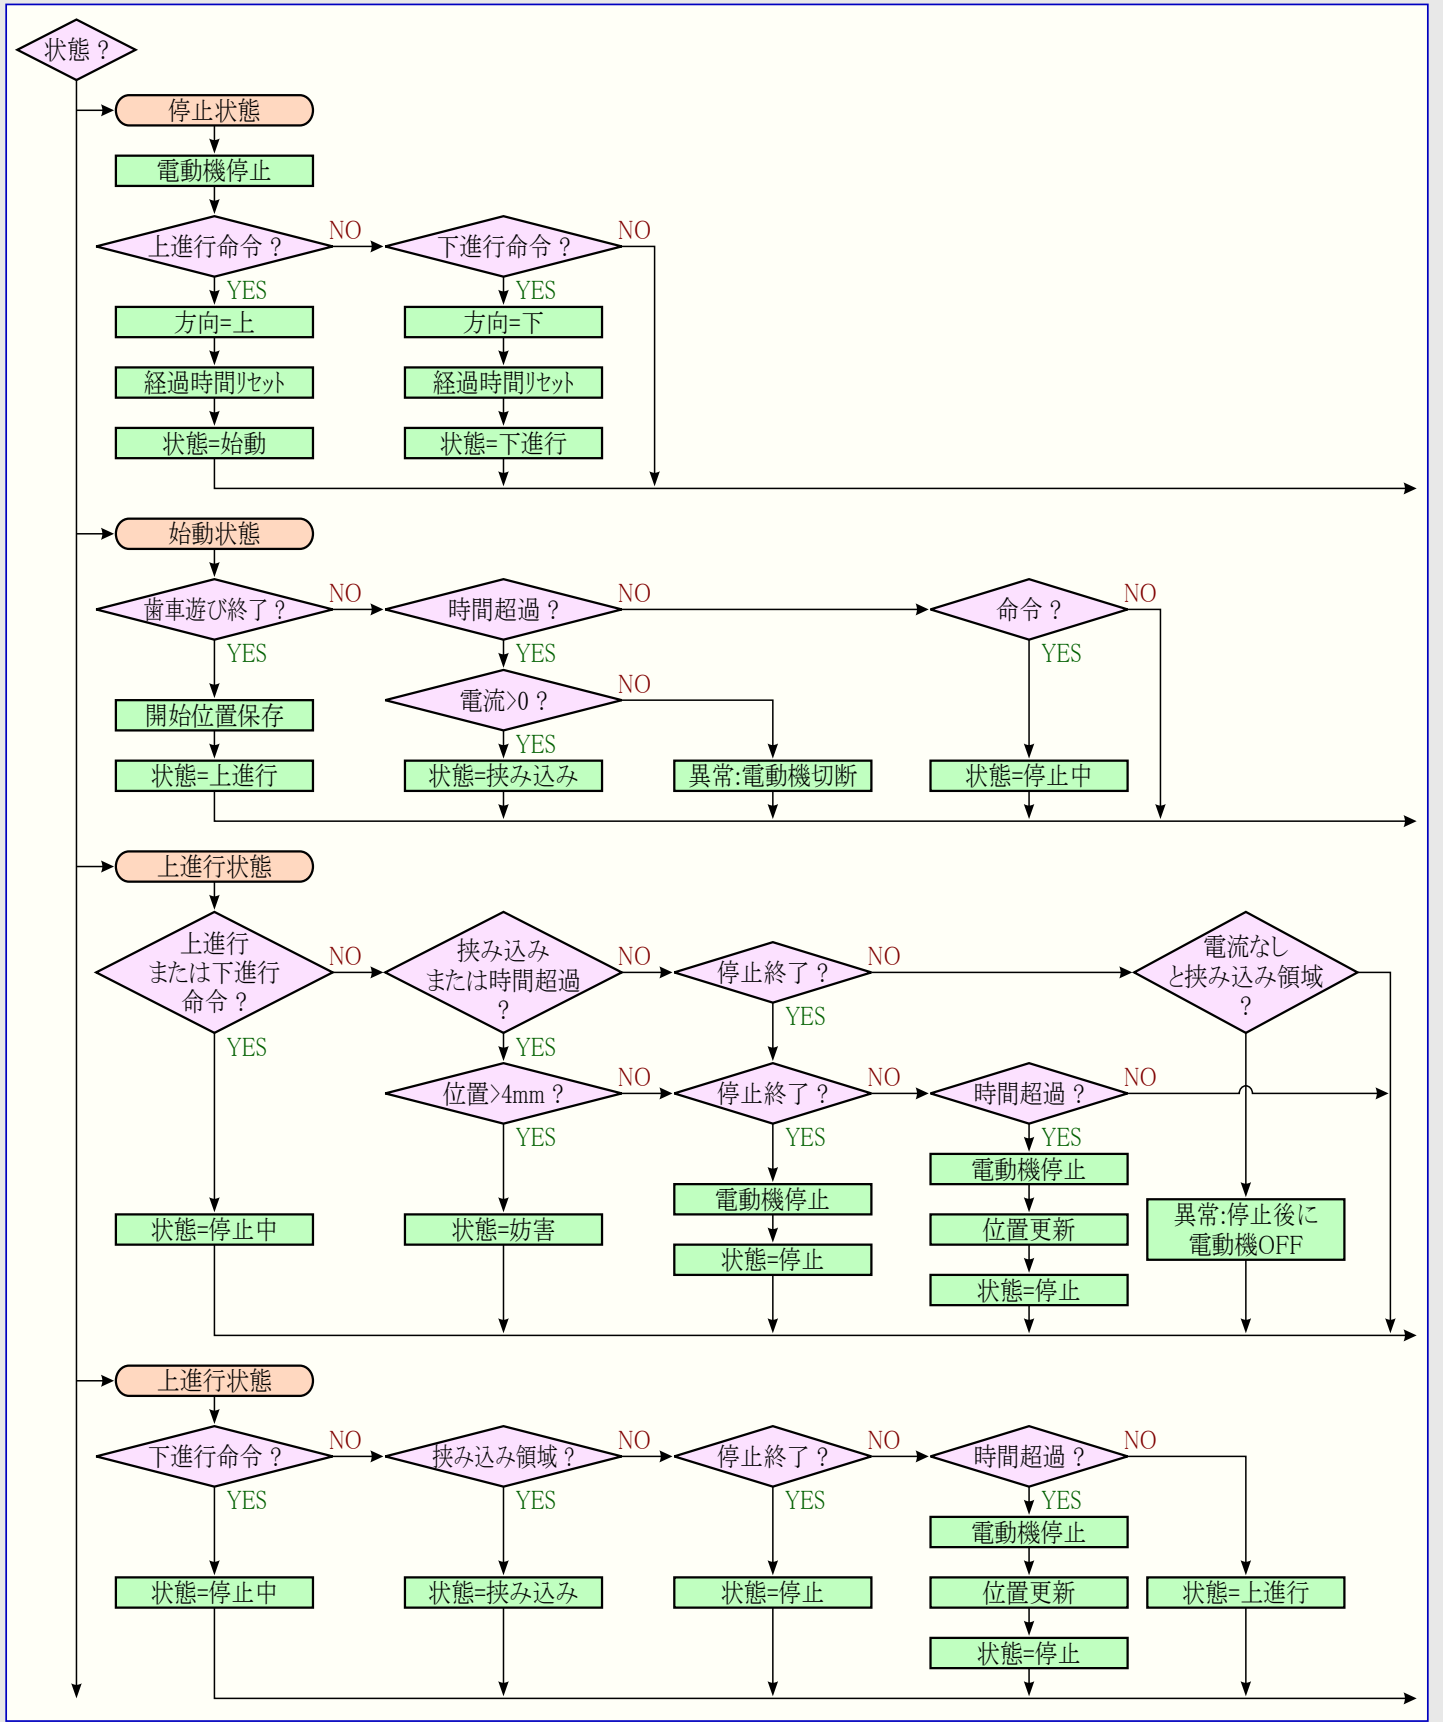 状態？
停止状態
電動機停止
上進行命令？
NO
下進行命令？
NO
YES
YES
方向=上
方向=下
経過時間ﾘｾｯﾄ
経過時間ﾘｾｯﾄ
状態=始動
状態=下進行
始動状態
歯車遊び終了？
NO
時間超過？
NO
命令？
NO
YES
YES
YES
電流>0？
NO
開始位置保存
YES
状態=上進行
状態=挟み込み
異常:電動機切断
状態=停止中
上進行状態
上進行
または下進行
命令？
NO
挟み込み
または時間超過
？
NO
停止終了？
NO
電流なし
と挟み込み領域
？
YES
YES
YES
位置>4mm？
NO
停止終了？
NO
時間超過？
NO
YES
YES
YES
電動機停止
電動機停止
状態=停止中
状態=妨害
位置更新
異常:停止後に
電動機OFF
状態=停止
状態=停止
上進行状態
下進行命令？
NO
挟み込み領域？
NO
停止終了？
NO
時間超過？
NO
YES
YES
YES
YES
電動機停止
状態=停止中
状態=挟み込み
状態=停止
位置更新
状態=上進行
状態=停止